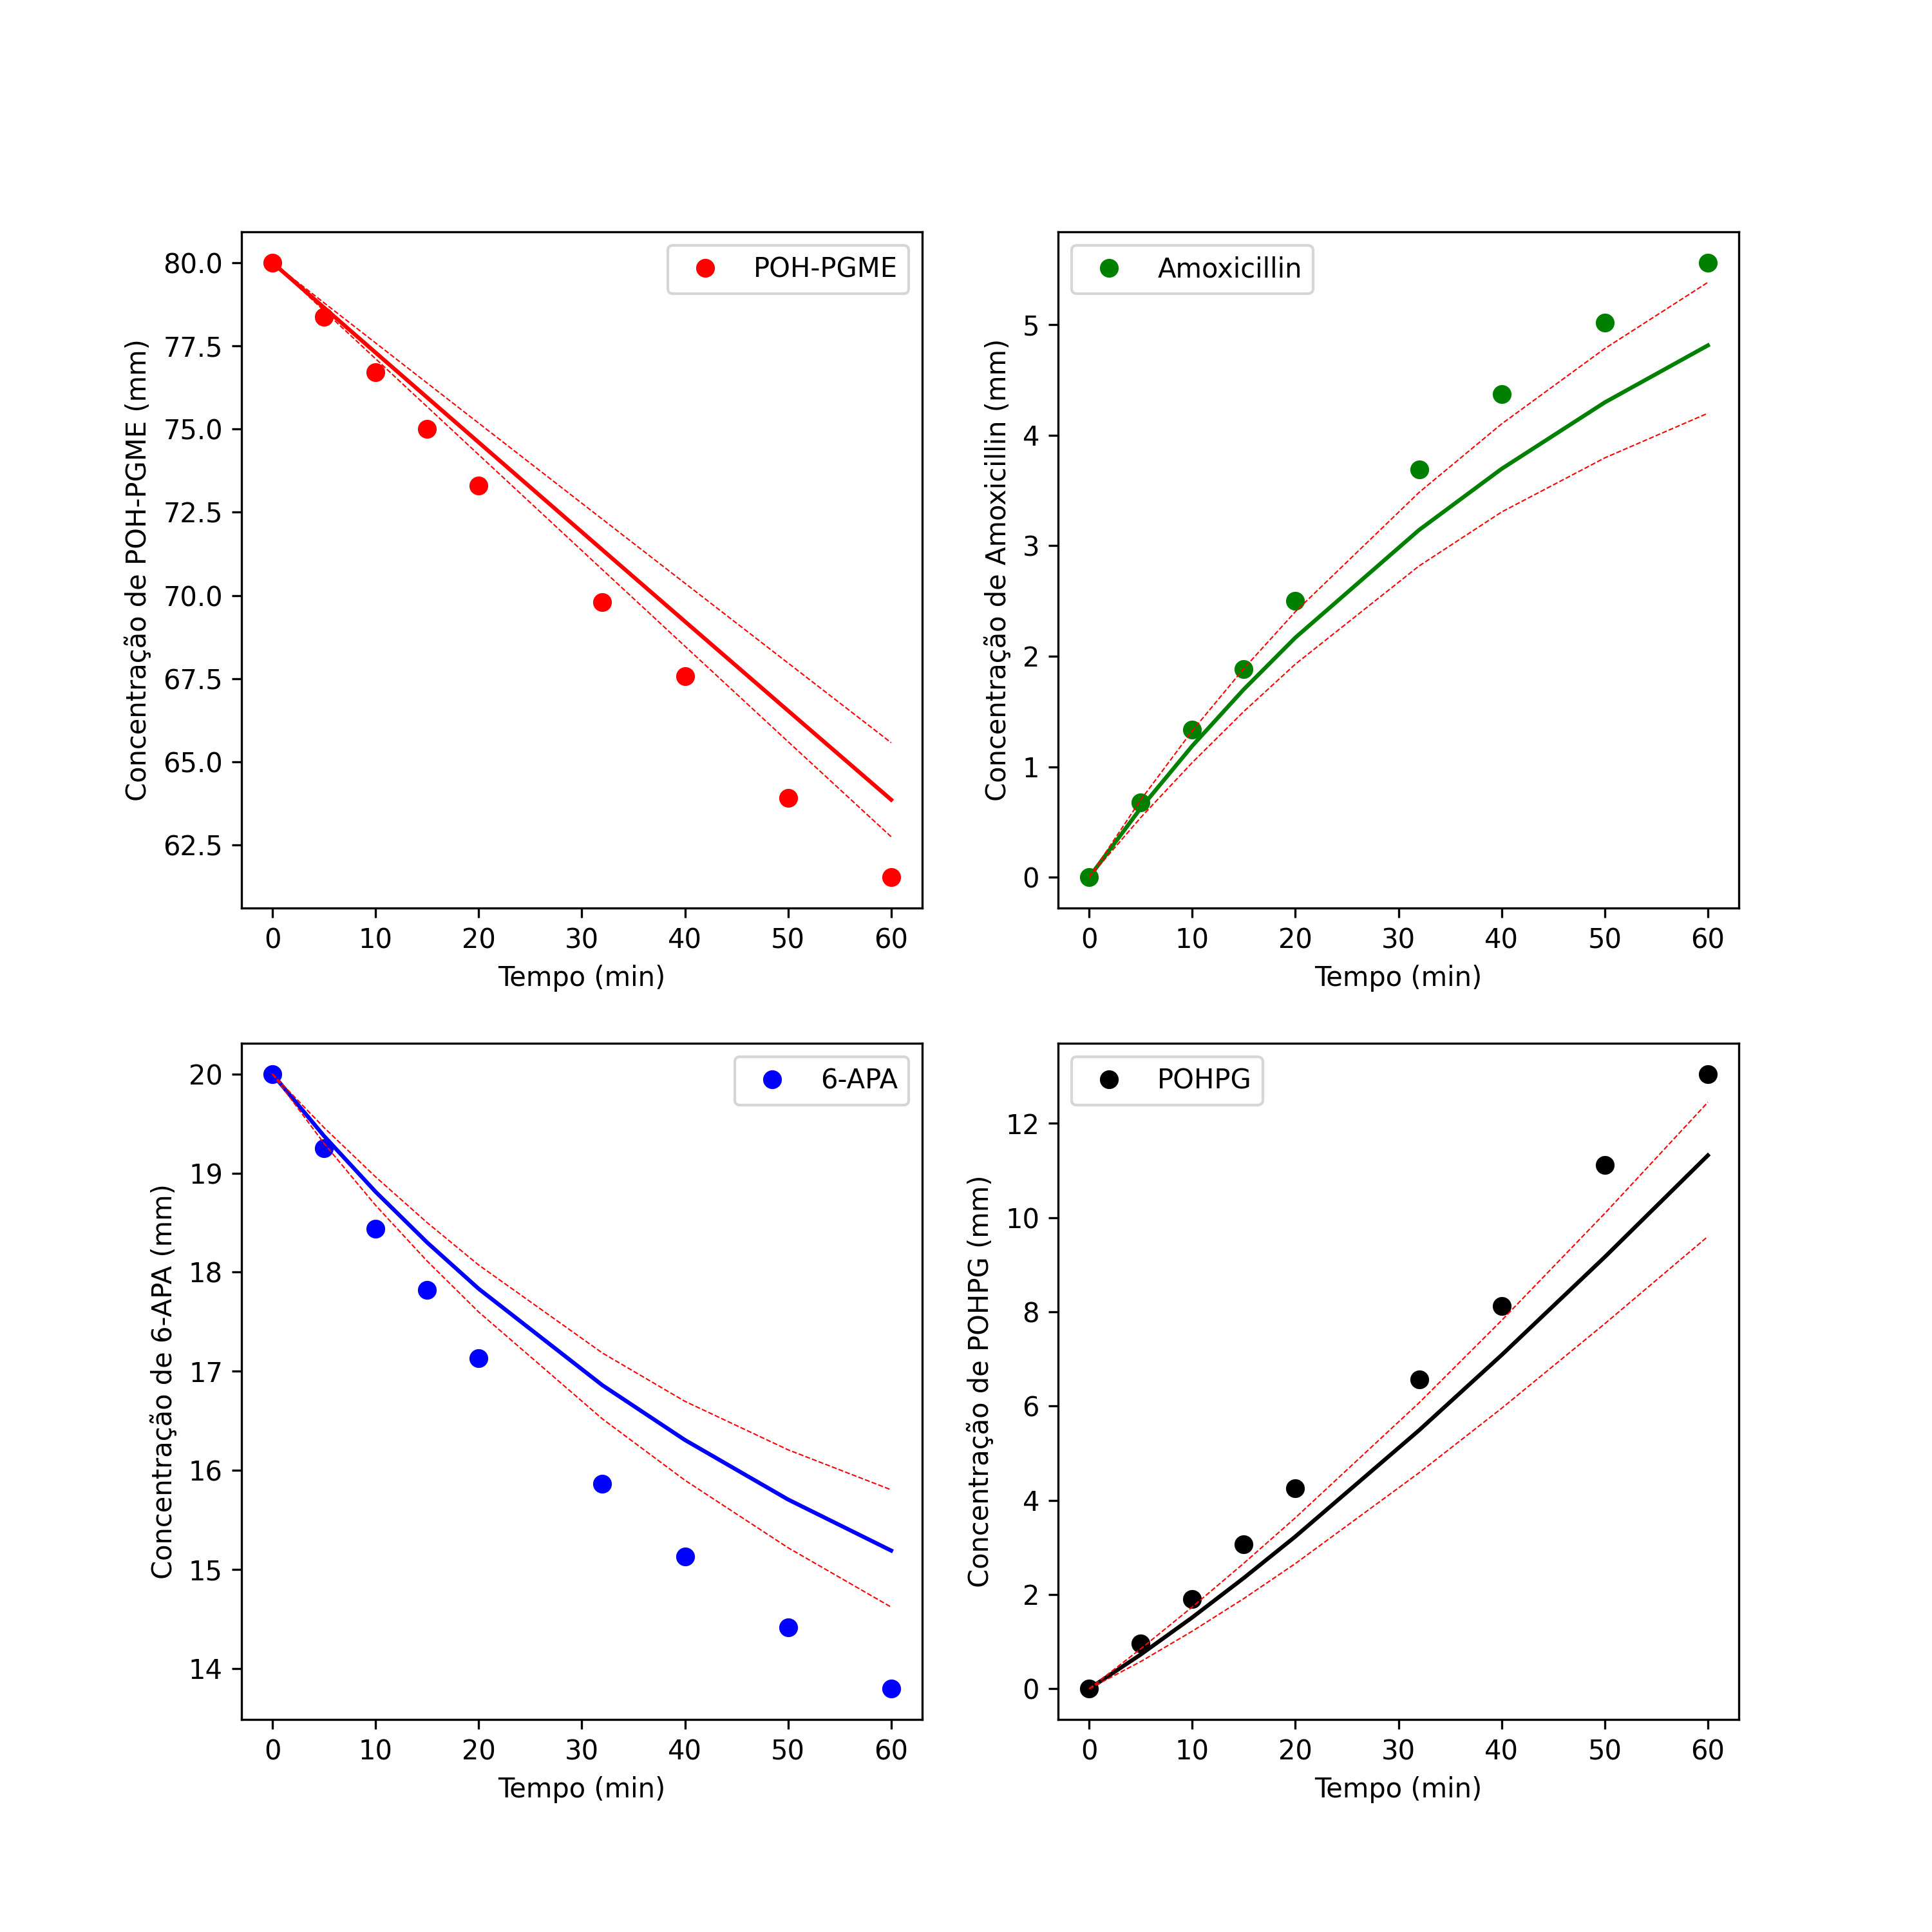 POH-PGME
Concentração de POH-PGME (mm)
80.0
77.5
75.0
72.5
70.0
67.5
65.0
62.5
0 10 20 30 40 50 60
Tempo (min)
Amoxicillin
Concentração de Amoxicillin (mm)
5
4
3
2
1
0
0 10 20 30 40 50 60
Tempo (min)
6-APA
Concentração de 6-APA (mm)
20
19
18
17
16
15
14
0 10 20 30 40 50 60
Tempo (min)
POHPG
Concentração de POHPG (mm)
12
10
8
6
4
2
0
0 10 20 30 40 50 60
Tempo (min)